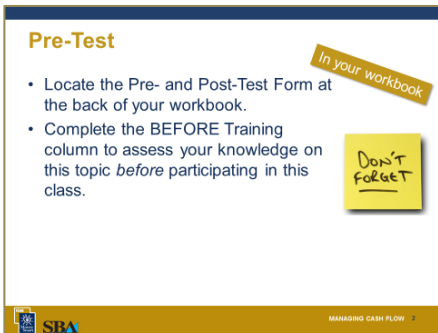 Pre-Test
In your workbook
• Locate the Pre- and Post-Test Form at
the back of your workbook.
• Complete the BEFORE Training
column to assess your knowledge on
this topic before participating in this
class.
DON'T
FORGET
SBA
MANAGING CASH FLOW 2